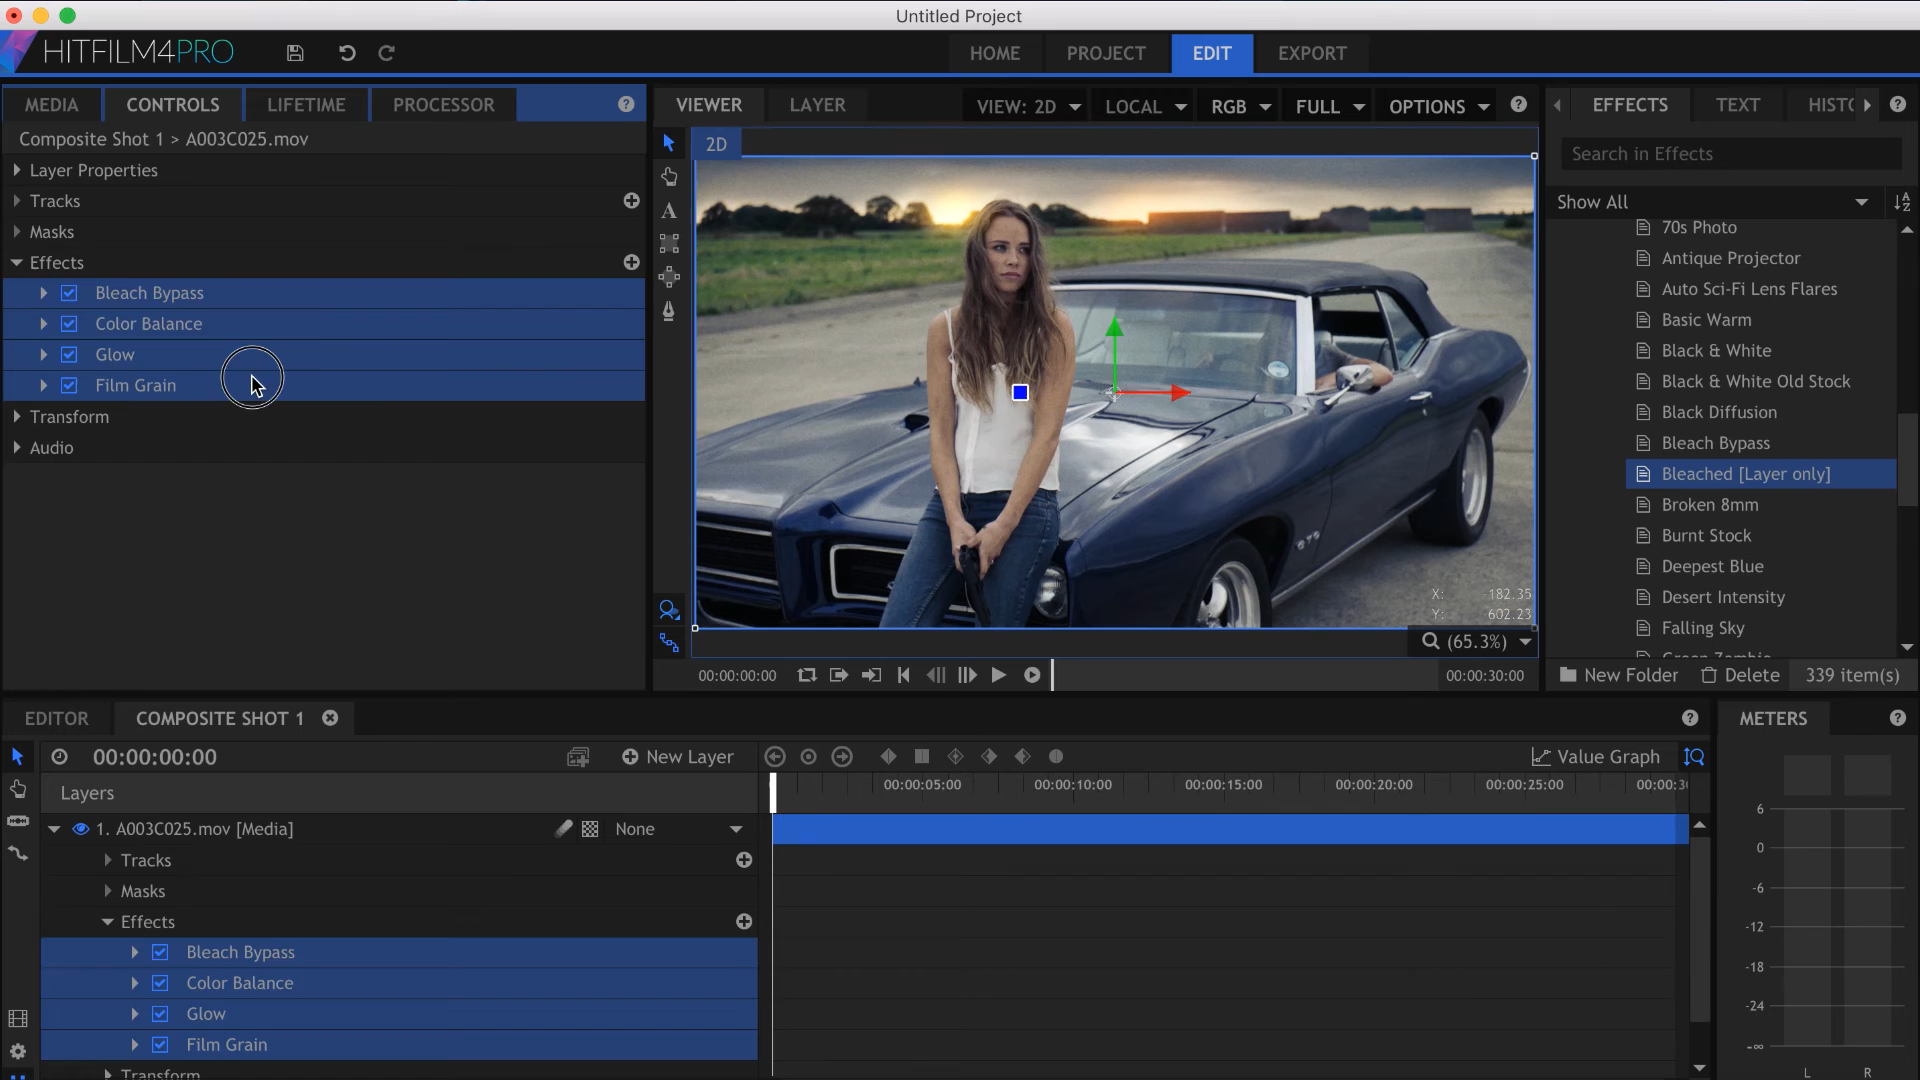 Untitled Project
HITFILM4PRO
HOME PROJECT EDIT EXPORT
MEDIA CONTROLS LIFETIME PROCESSOR ?
Composite Shot 1 > A003C025.mov
Layer Properties
Tracks
Masks
Effects
Bleach Bypass
Color Balance
Glow
Film Grain
Transform
Audio
VIEWER LAYER VIEW: 2D LOCAL RGB FULL OPTIONS ?
2D
A
X: -182.35
Y: 602.23
(65.3%)
00:00:00:00 00:00:30:00
EFFECTS TEXT HISTO ?
Search in Effects
Show All
70s Photo
Antique Projector
Auto Sci-Fi Lens Flares
Basic Warm
Black & White
Black & White Old Stock
Black Diffusion
Bleach Bypass
Bleached [Layer only]
Broken 8mm
Burnt Stock
Deepest Blue
Desert Intensity
Falling Sky
Green Zombie
New Folder Delete 339 item(s)
EDITOR COMPOSITE SHOT 1 ?
00:00:00:00 New Layer Value Graph
Layers 00:00:05:00 00:00:10:00 00:00:15:00 00:00:20:00 00:00:25:00 00:00:3
1. A003C025.mov [Media] None
Tracks
Masks
Effects
Bleach Bypass
Color Balance
Glow
Film Grain
Transform
METERS ?
6
0
-6
-12
-18
-24
-∞
L R